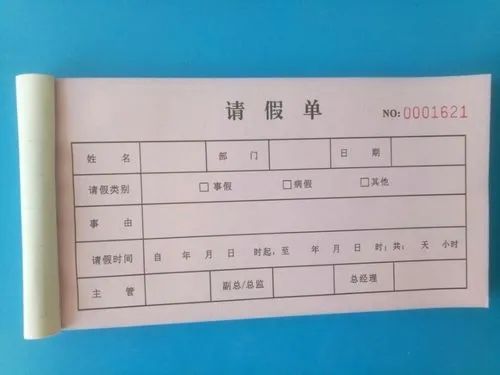 请假单
NO: 0001621
姓名 部门 日期
请假类别 □事假 □病假 □其他
事由
请假时间 自 年 月 日 时起,至 年 月 日 时;共: 天 小时
主管 副总/总监 总经理